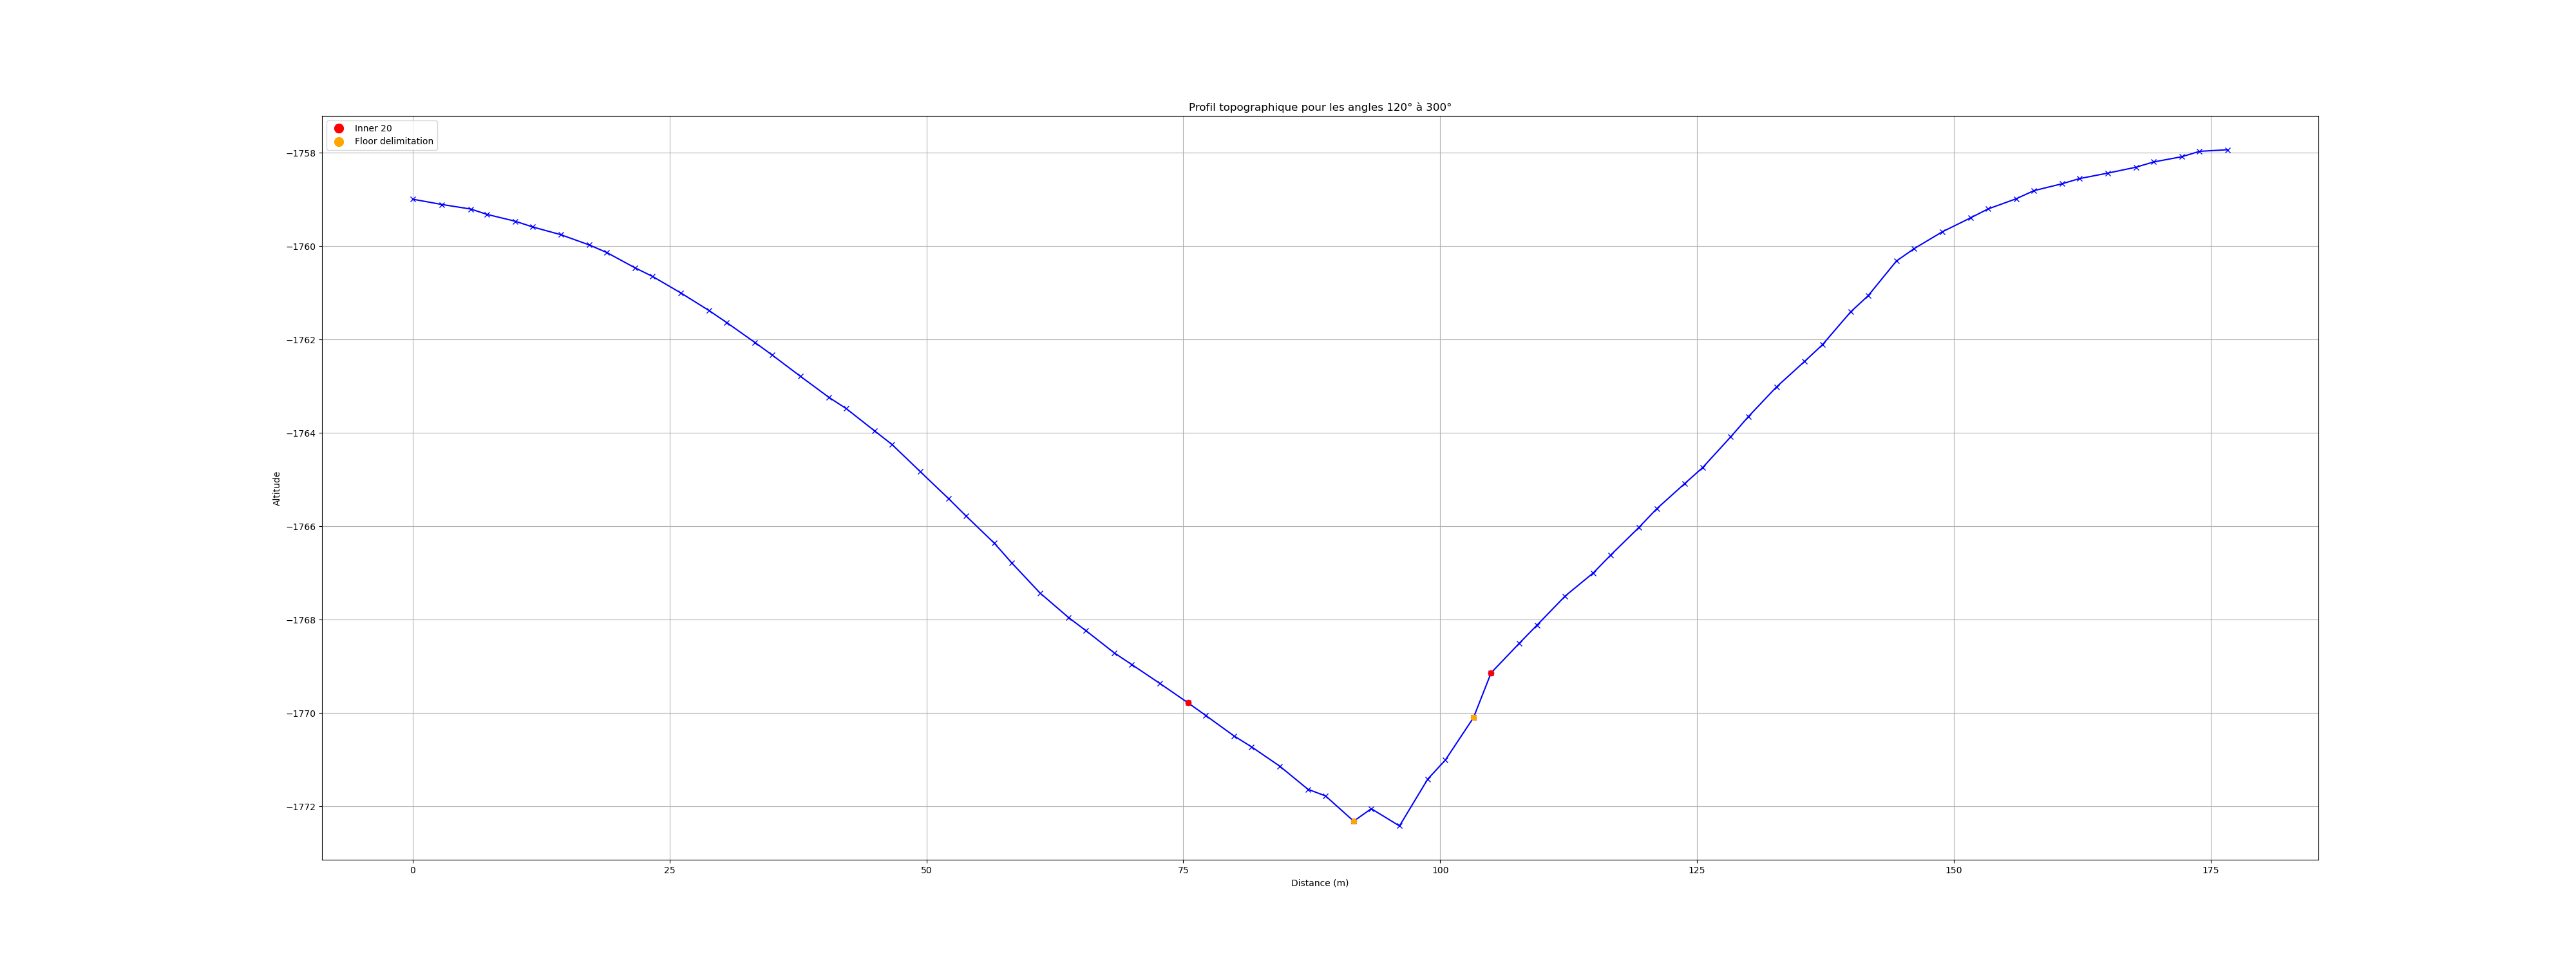 Profil topographique pour les angles 120° à 300°
Inner 20
Floor delimitation
Altitude
−1758
−1760
−1762
−1764
−1766
−1768
−1770
−1772
0 25 50 75 100 125 150 175
Distance (m)